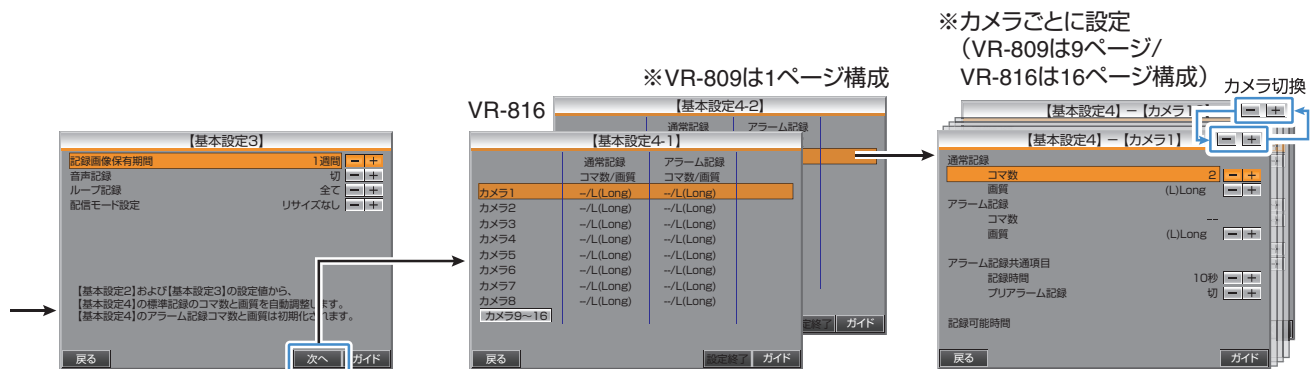 ※カメラごとに設定
（VR-809は9ページ/
VR-816は16ページ構成）
カメラ切換
※VR-809は1ページ構成
VR-816
【基本設定3】
記録画像保有期間 1週間 − +
音声記録 切 − +
ループ記録 全て − +
配信モード設定 リサイズなし − +
【基本設定2】および【基本設定3】の設定値から、
【基本設定4】の標準記録のコマ数と画質を自動調整します。
【基本設定4】のアラーム記録コマ数と画質は初期化されます。
戻る 次へ ガイド
【基本設定4-2】
通常記録 アラーム記録
ガイド
【基本設定4-1】
通常記録 アラーム記録
コマ数/画質 コマ数/画質
カメラ1 --/L(Long) --/L(Long)
カメラ2 --/L(Long) --/L(Long)
カメラ3 --/L(Long) --/L(Long)
カメラ4 --/L(Long) --/L(Long)
カメラ5 --/L(Long) --/L(Long)
カメラ6 --/L(Long) --/L(Long)
カメラ7 --/L(Long) --/L(Long)
カメラ8 --/L(Long) --/L(Long)
カメラ9～16
戻る 設定終了 ガイド
【基本設定4】−【カメラ1 − +
【基本設定4】−【カメラ1】 − +
通常記録
コマ数 2 − +
画質 (L)Long − +
アラーム記録
コマ数 --
画質 (L)Long − +
アラーム記録共通項目
記録時間 10秒 − +
プリアラーム記録 切 − +
記録可能時間
戻る ガイド